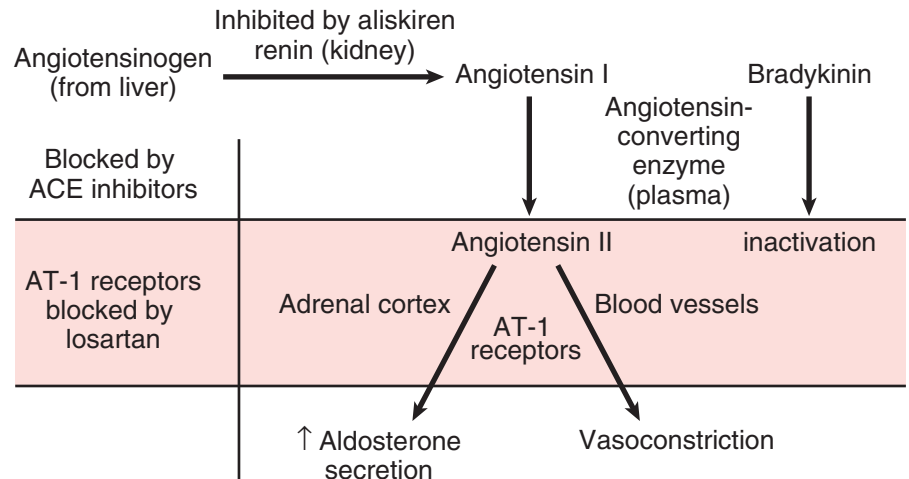 Inhibited by aliskiren
renin (kidney)
Angiotensinogen
(from liver)
Angiotensin I
Bradykinin
Angiotensin-
converting
enzyme
(plasma)
Blocked by
ACE inhibitors
Angiotensin II
inactivation
AT-1 receptors
blocked by
losartan
Adrenal cortex
Blood vessels
AT-1
receptors
↑ Aldosterone
secretion
Vasoconstriction